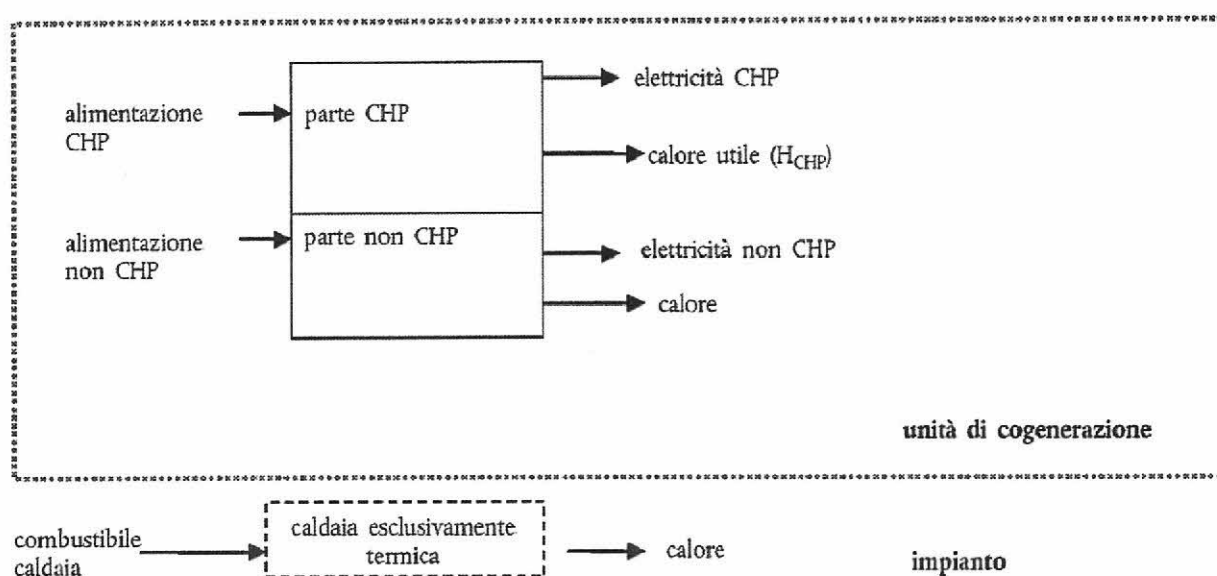 elettricità CHP
alimentazione
CHP
parte CHP
calore utile (HCHP)
alimentazione
non CHP
parte non CHP
elettricità non CHP
calore
unità di cogenerazione
combustibile
caldaia
caldaia esclusivamente
termica
calore
impianto